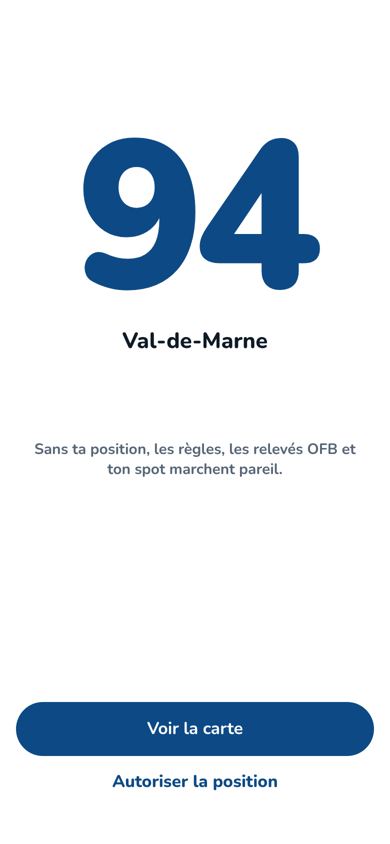 94
Val-de-Marne
Sans ta position, les règles, les relevés OFB et
ton spot marchent pareil.
Voir la carte
Autoriser la position